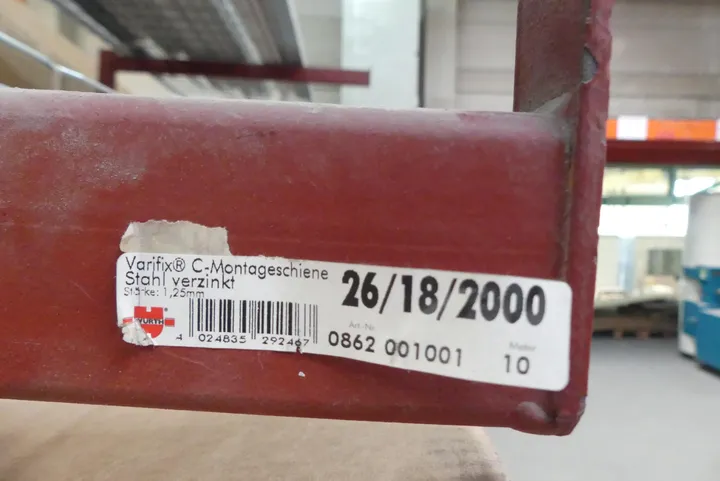 Varifix® C-Montageschiene
Stahl verzinkt
Stärke: 1,25mm
26/18/2000
WURTH
4 024835 292467
Art.-Nr.
0862 001001
Meter
10